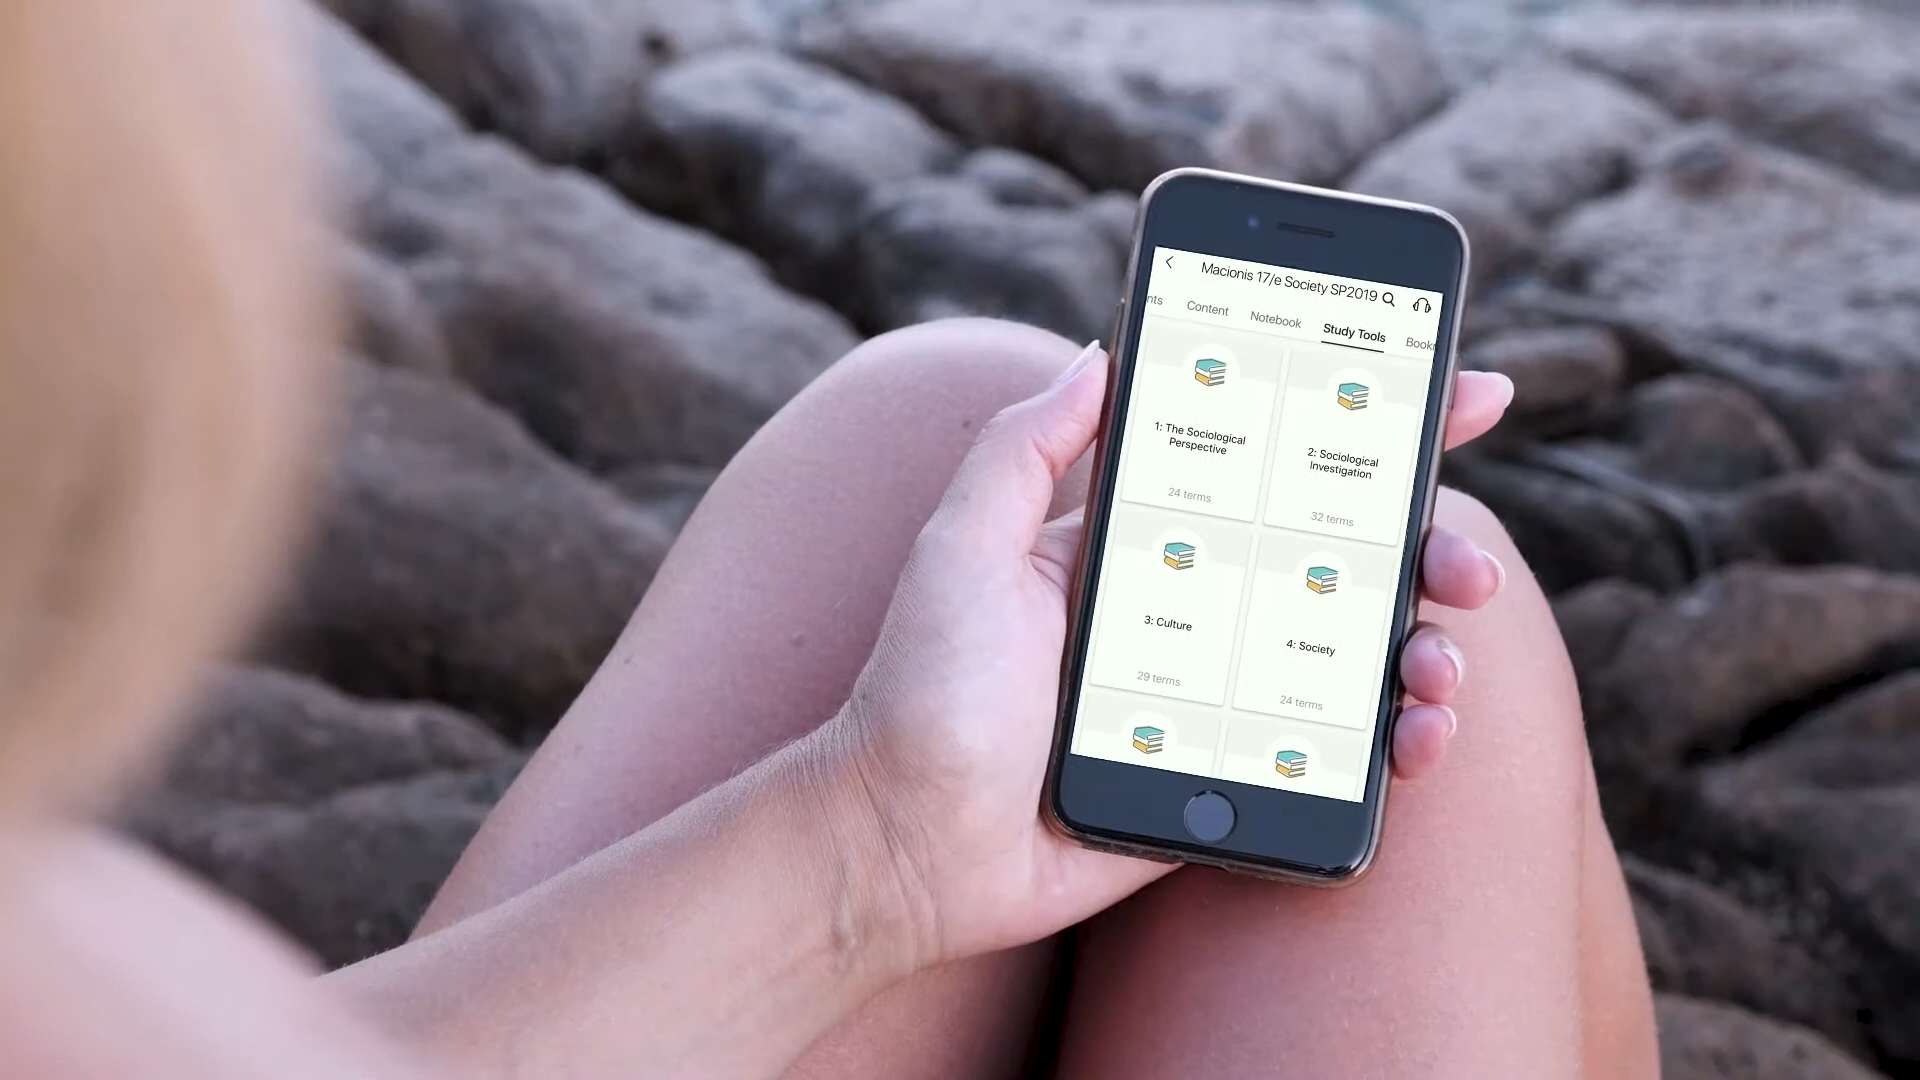 Macionis 17/e Society SP2019
nts Content Notebook Study Tools Book
1: The Sociological
Perspective
24 terms
2: Sociological
Investigation
32 terms
3: Culture
29 terms
4: Society
24 terms